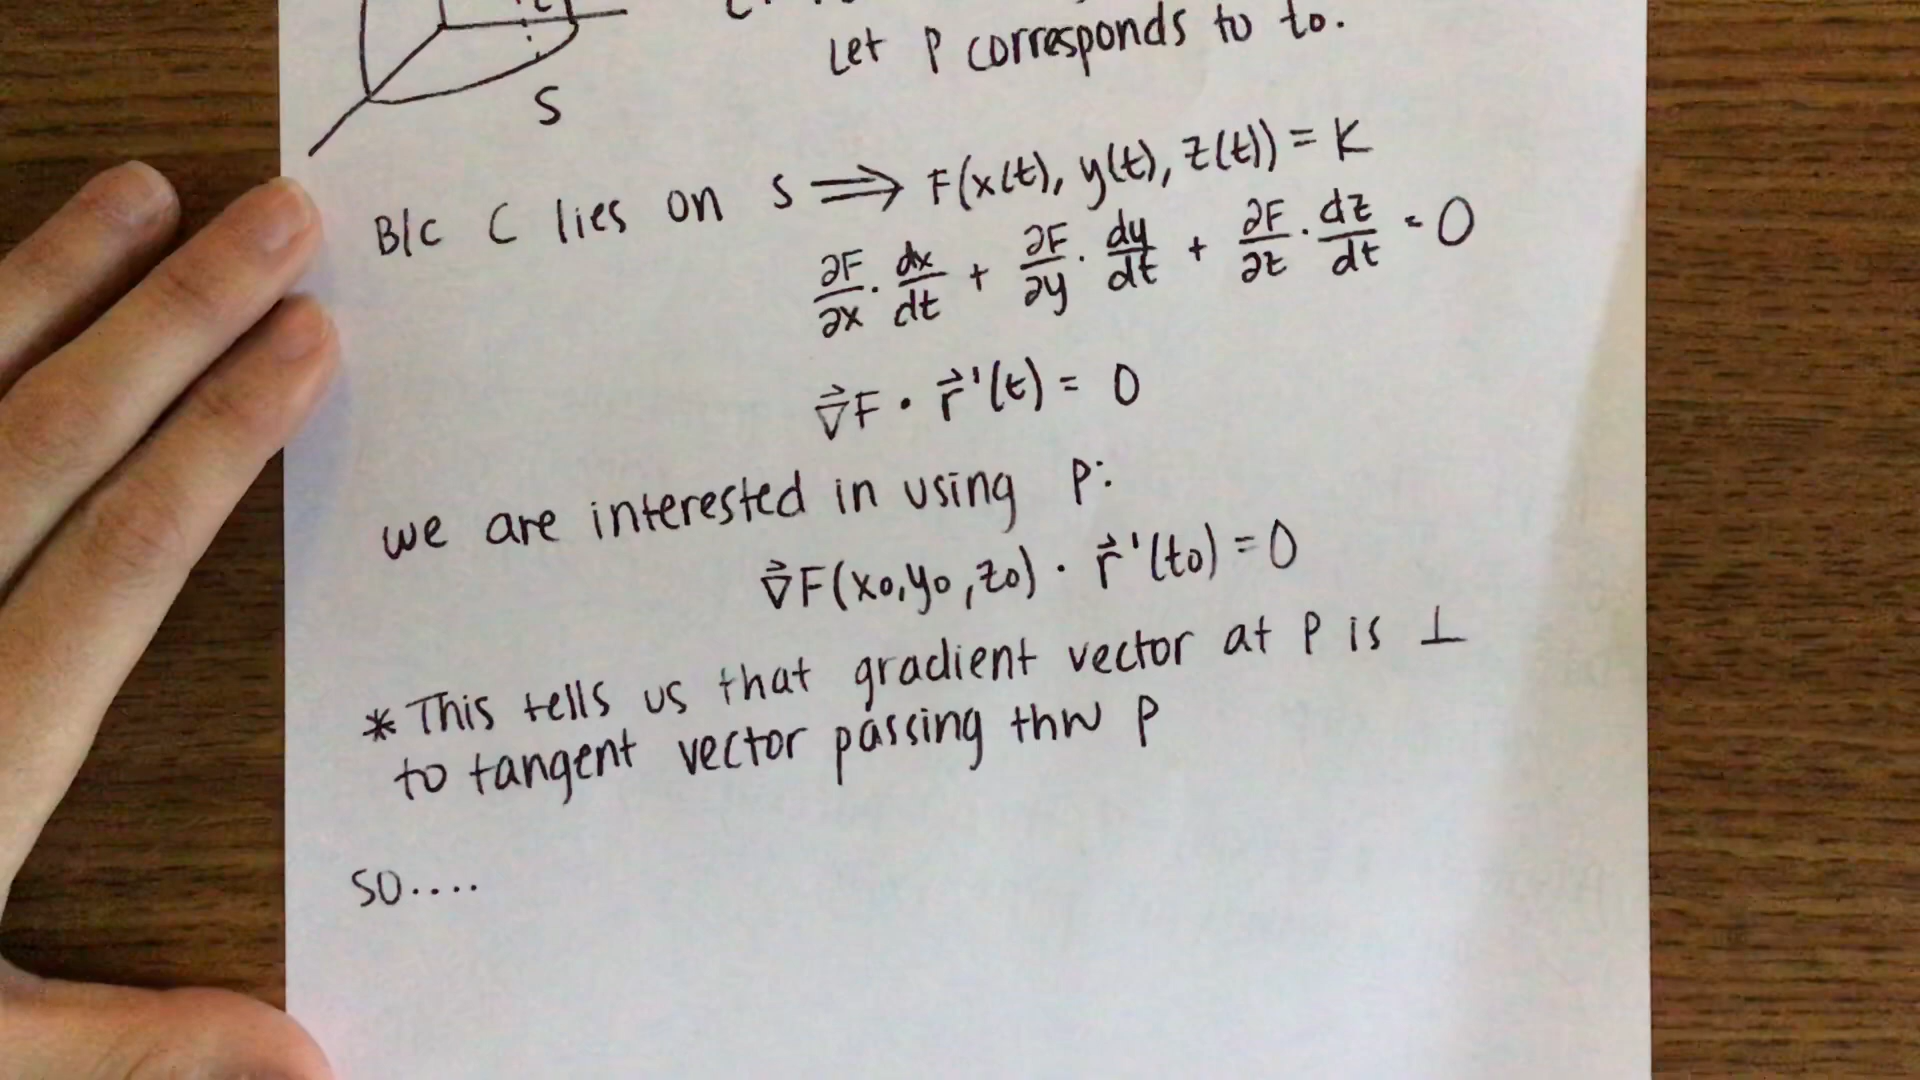 Let P corresponds to to.
S
B/c C lies on S ⟹ F(x(t), y(t), z(t)) = K
∂F/∂x · dx/dt + ∂F/∂y · dy/dt + ∂F/∂z · dz/dt = 0
∇⃗F · r⃗'(t) = 0
we are interested in using P:
∇⃗F(x0, y0, z0) · r⃗'(t0) = 0
* This tells us that gradient vector at P is ⊥
to tangent vector passing thru P
so....